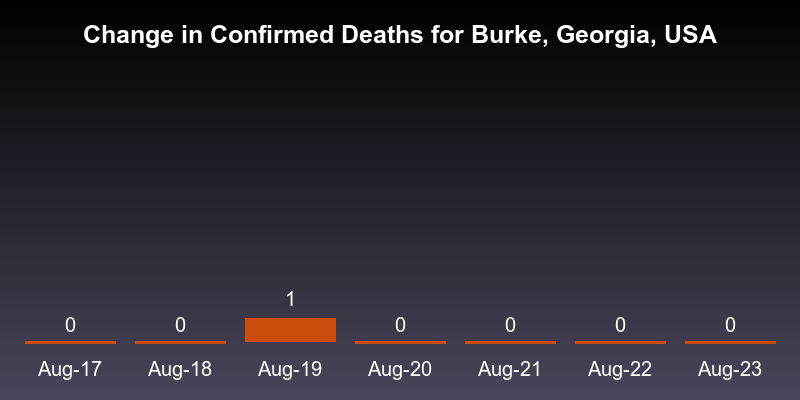 Change in Confirmed Deaths for Burke, Georgia, USA
1
0 0 0 0 0 0
Aug-17 Aug-18 Aug-19 Aug-20 Aug-21 Aug-22 Aug-23